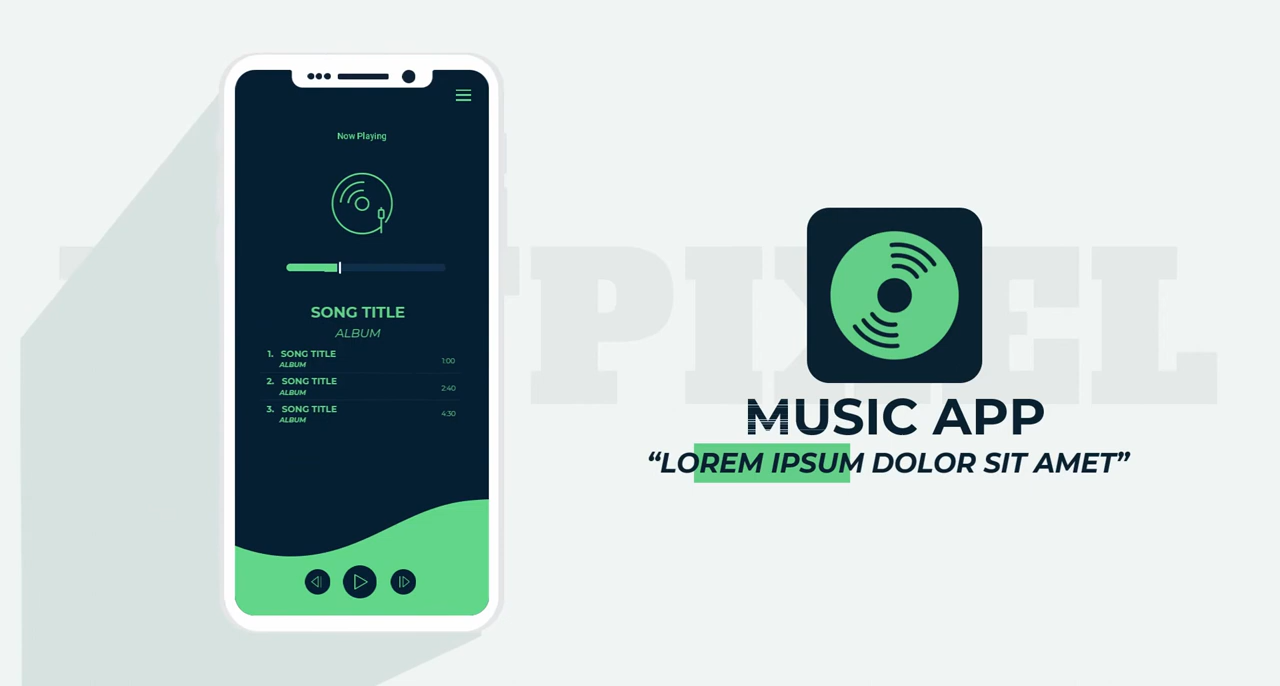 Now Playing
SONG TITLE
ALBUM
1. SONG TITLE
ALBUM
1:00
2. SONG TITLE
ALBUM
2:40
3. SONG TITLE
ALBUM
4:30
MUSIC APP
“LOREM IPSUM DOLOR SIT AMET”